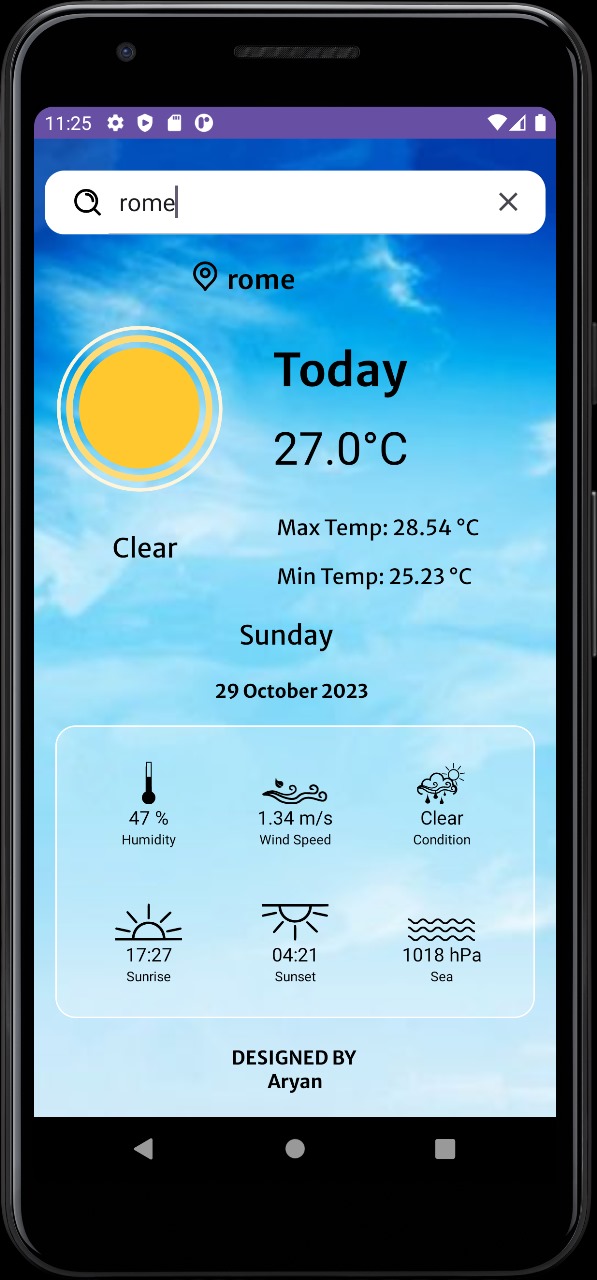 11:25
rome
rome
Today
27.0°C
Clear
Max Temp: 28.54 °C
Min Temp: 25.23 °C
Sunday
29 October 2023
47 %
1.34 m/s
Clear
Humidity
Wind Speed
Condition
17:27
04:21
1018 hPa
Sunrise
Sunset
Sea
DESIGNED BY
Aryan